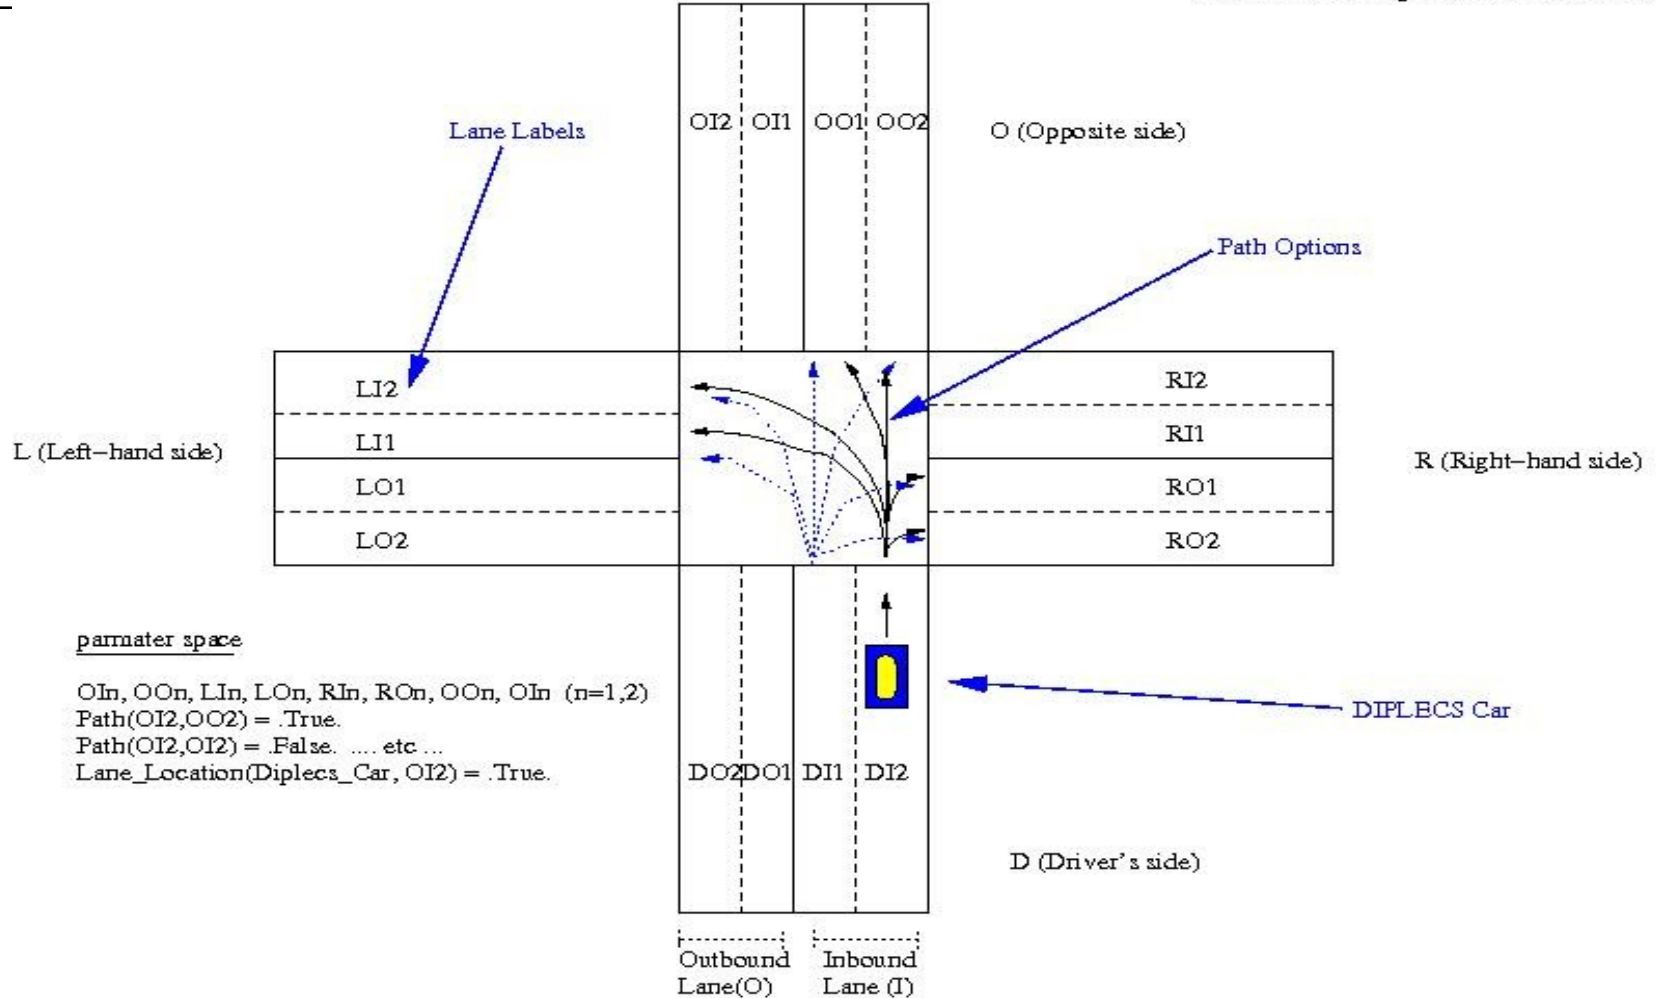 OI2 OI1 OO1 OO2
Lane Labels
O (Opposite side)
Path Options
LI2
LI1
LO1
LO2
RI2
RI1
RO1
RO2
L (Left-hand side)
R (Right-hand side)
parmater space
OIn, OOn, LIn, LOn, RIn, ROn, OOn, OIn (n=1,2)
Path(OI2,OO2) = .True.
Path(OI2,OI2) = .False. .... etc ...
Lane_Location(Diplecs_Car, OI2) = .True.
DIPLECS Car
DO2 DO1 DI1 DI2
D (Driver's side)
Outbound
Lane(O)
Inbound
Lane (I)